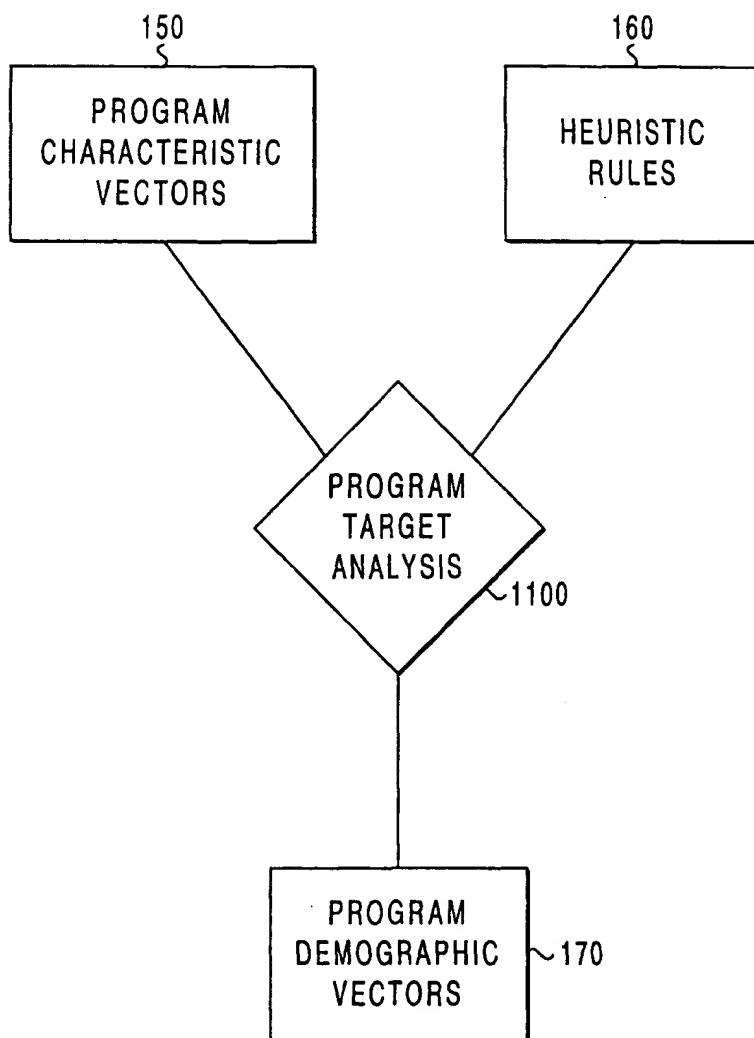 150
PROGRAM
CHARACTERISTIC
VECTORS
160
HEURISTIC
RULES
PROGRAM
TARGET
ANALYSIS
1100
PROGRAM
DEMOGRAPHIC
VECTORS
170